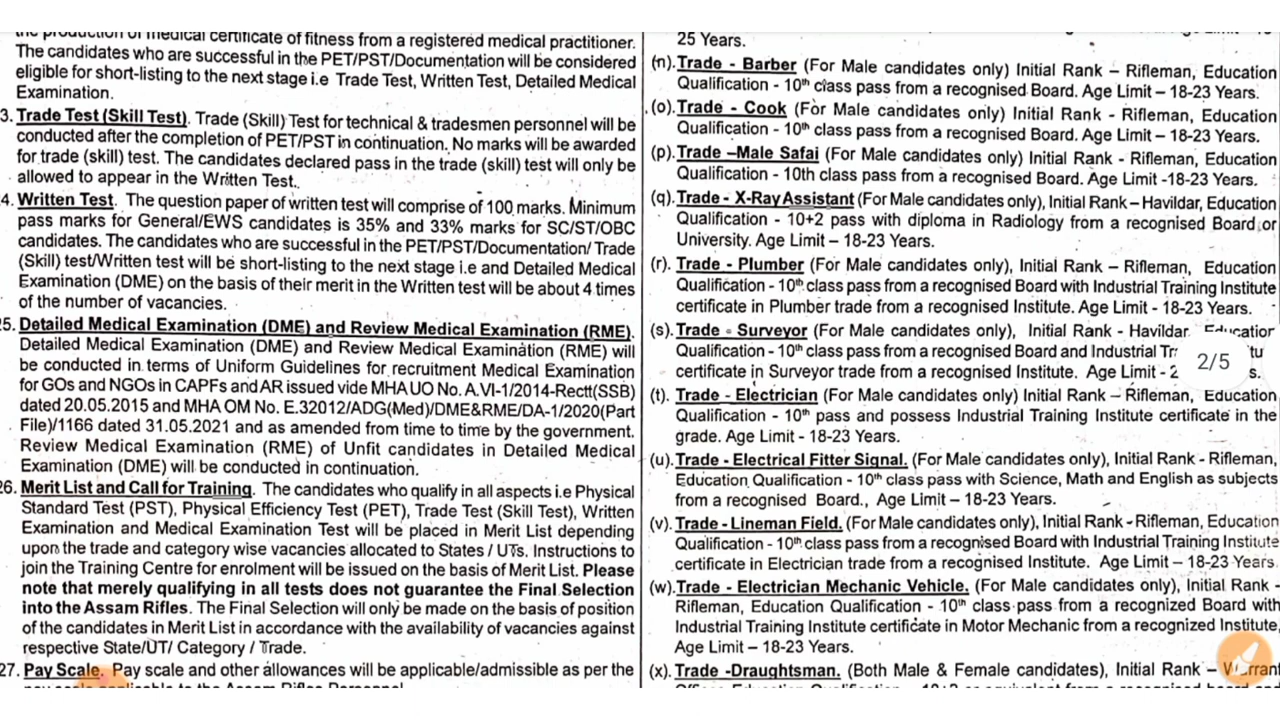 the production of medical certificate of fitness from a registered medical practitioner.
The candidates who are successful in the PET/PST/Documentation will be considered
eligible for short-listing to the next stage i.e Trade Test, Written Test, Detailed Medical
Examination.
3. Trade Test (Skill Test). Trade (Skill) Test for technical & tradesmen personnel will be
conducted after the completion of PET/PST in continuation. No marks will be awarded
for trade (skill) test. The candidates declared pass in the trade (skill) test will only be
allowed to appear in the Written Test.
4. Written Test. The question paper of written test will comprise of 100 marks. Minimum
pass marks for General/EWS candidates is 35% and 33% marks for SC/ST/OBC
candidates. The candidates who are successful in the PET/PST/Documentation/ Trade
(Skill) test/Written test will be short-listing to the next stage i.e and Detailed Medical
Examination (DME) on the basis of their merit in the Written test will be about 4 times
of the number of vacancies.
25. Detailed Medical Examination (DME) and Review Medical Examination (RME).
Detailed Medical Examination (DME) and Review Medical Examination (RME) will
be conducted in terms of Uniform Guidelines for recruitment Medical Examination
for GOs and NGOs in CAPFs and AR issued vide MHA UO No. A.VI-1/2014-Rectt(SSB)
dated 20.05.2015 and MHA OM No. E.32012/ADG(Med)/DME&RME/DA-1/2020(Part
File)/1166 dated 31.05.2021 and as amended from time to time by the government.
Review Medical Examination (RME) of Unfit candidates in Detailed Medical
Examination (DME) will be conducted in continuation.
26. Merit List and Call for Training. The candidates who qualify in all aspects i.e Physical
Standard Test (PST), Physical Efficiency Test (PET), Trade Test (Skill Test), Written
Examination and Medical Examination Test will be placed in Merit List depending
upon the trade and category wise vacancies allocated to States / UTs. Instructions to
join the Training Centre for enrolment will be issued on the basis of Merit List. Please
note that merely qualifying in all tests does not guarantee the Final Selection
into the Assam Rifles. The Final Selection will only be made on the basis of position
of the candidates in Merit List in accordance with the availability of vacancies against
respective State/UT/ Category / Trade.
27. Pay Scale. Pay scale and other allowances will be applicable/admissible as per the
25 Years.
(n). Trade - Barber (For Male candidates only) Initial Rank – Rifleman, Education
Qualification - 10th class pass from a recognised Board. Age Limit – 18-23 Years.
(o). Trade - Cook (For Male candidates only) Initial Rank - Rifleman, Education
Qualification - 10th class pass from a recognised Board. Age Limit – 18-23 Years.
(p). Trade –Male Safai (For Male candidates only) Initial Rank - Rifleman, Education
Qualification - 10th class pass from a recognised Board. Age Limit -18-23 Years.
(q). Trade - X-Ray Assistant (For Male candidates only), Initial Rank – Havildar, Education
Qualification - 10+2 pass with diploma in Radiology from a recognised Board or
University. Age Limit – 18-23 Years.
(r). Trade - Plumber (For Male candidates only), Initial Rank – Rifleman, Education
Qualification - 10th class pass from a recognised Board with Industrial Training Institute
certificate in Plumber trade from a recognised Institute. Age Limit - 18-23 Years.
(s). Trade - Surveyor (For Male candidates only), Initial Rank - Havildar
Qualification - 10th class pass from a recognised Board and Industrial
certificate in Surveyor trade from a recognised Institute. Age Limit - 2
2/5
(t). Trade - Electrician (For Male candidates only) Initial Rank – Rifleman, Education
Qualification - 10th pass and possess Industrial Training Institute certificate in the
grade. Age Limit - 18-23 Years.
(u). Trade - Electrical Fitter Signal. (For Male candidates only), Initial Rank - Rifleman,
Education Qualification - 10th class pass with Science, Math and English as subjects
from a recognised Board., Age Limit – 18-23 Years.
(v). Trade - Lineman Field. (For Male candidates only), Initial Rank - Rifleman, Education
Qualification - 10th class pass from a recognised Board with Industrial Training Institute
certificate in Electrician trade from a recognised Institute. Age Limit – 18-23 Years.
(w). Trade - Electrician Mechanic Vehicle. (For Male candidates only), Initial Rank -
Rifleman, Education Qualification - 10th class pass from a recognized Board with
Industrial Training Institute certificate in Motor Mechanic from a recognized Institute,
Age Limit – 18-23 Years.
(x). Trade -Draughtsman. (Both Male & Female candidates), Initial Rank –